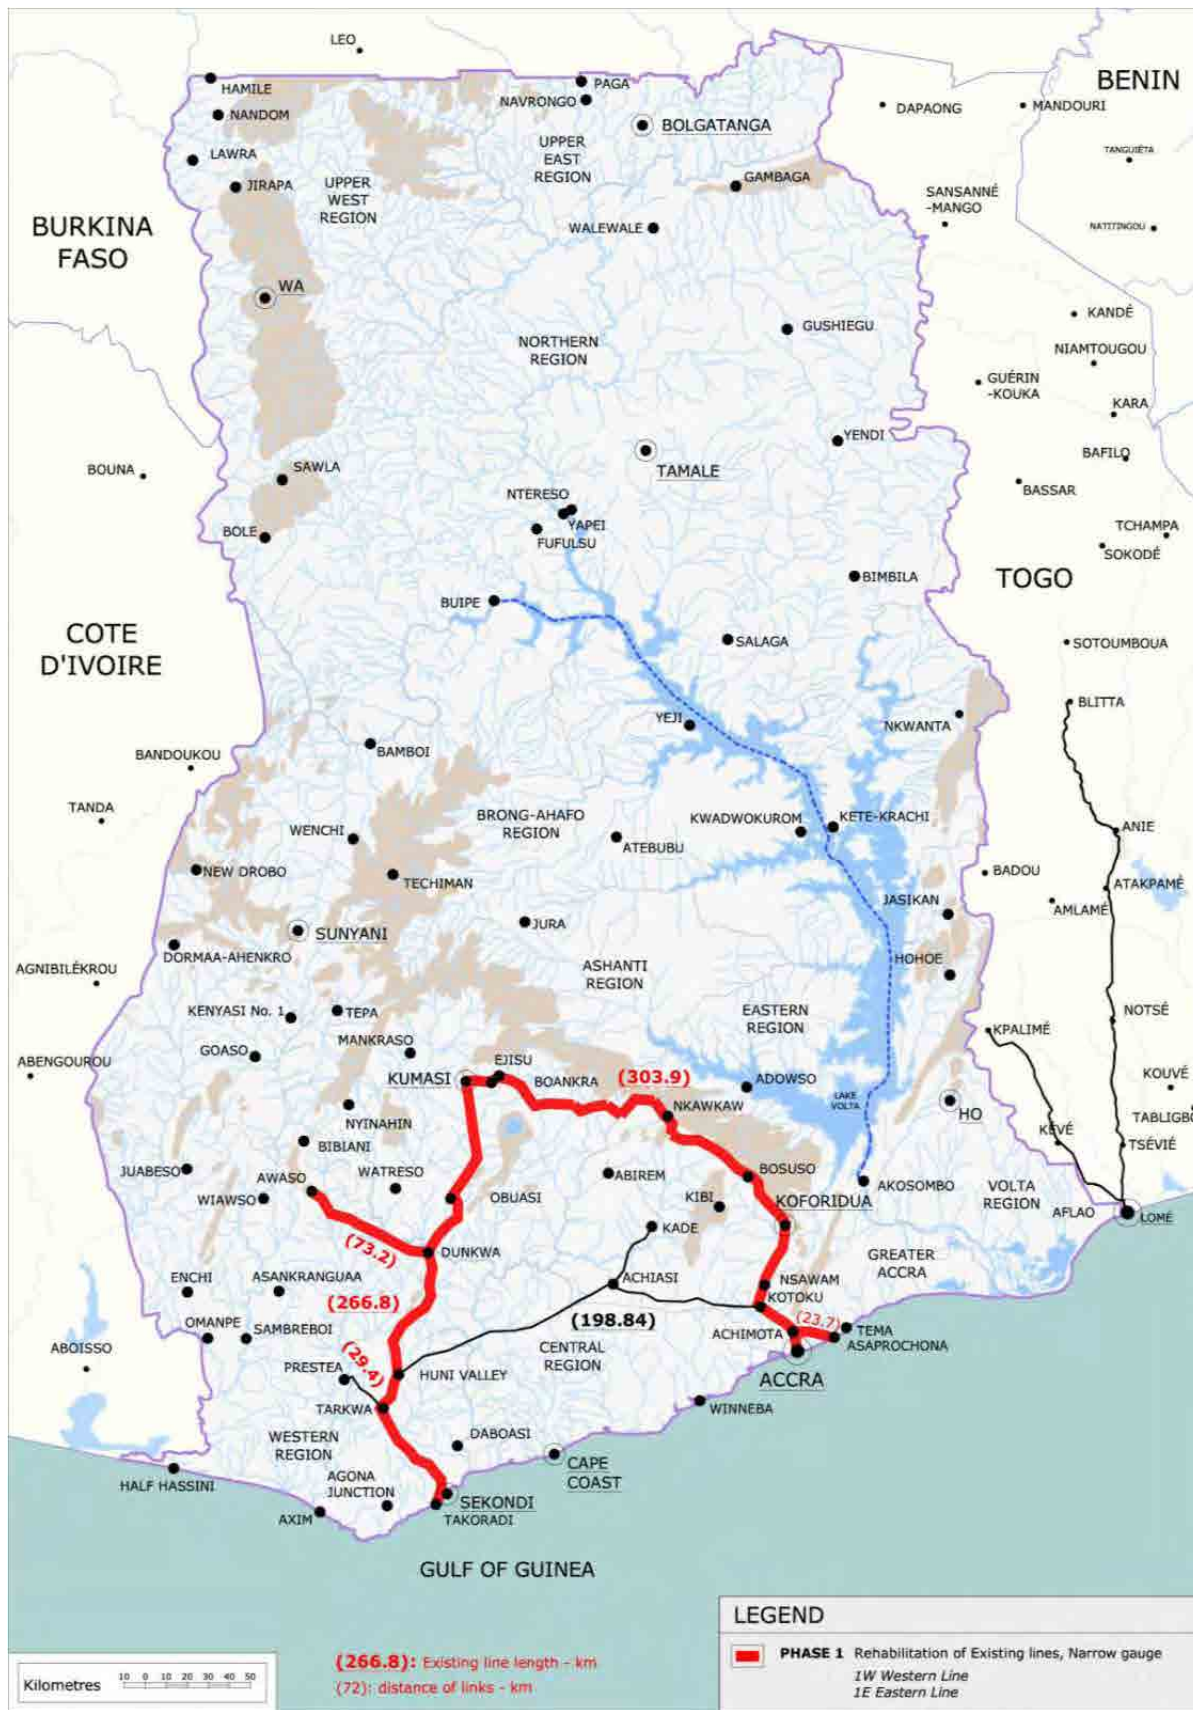 LEO
HAMILE
PAGA
BENIN
NAVRONGO
DAPAONG
MANDOURI
NANDOM
BOLGATANGA
UPPER
EAST
REGION
TANGUIÉTA
LAWRA
JIRAPA
UPPER
WEST
REGION
GAMBAGA
SANSANNÉ
-MANGO
BURKINA
FASO
WALEWALE
NATITINGOU
WA
KANDÉ
GUSHIEGU
NORTHERN
REGION
NIAMTOUGOU
GUÉRIN
-KOUKA
KARA
YENDI
BAFILO
BOUNA
SAWLA
TAMALE
BASSAR
NTERESO
YAPEI
FUFULSU
BOLE
TCHAMPA
SOKODÉ
BIMBILA
TOGO
BUIPE
COTE
D'IVOIRE
SALAGA
SOTOUMBOUA
BLITTA
YEJI
NKWANTA
BAMBOI
BANDOUKOU
TANDA
BRONG-AHAFO
REGION
KWADWOKUROM
KETE-KRACHI
WENCHI
ATEBUBU
ANIE
NEW DROBO
TECHIMAN
BADOU
ATAKPAMÉ
JASIKAN
AMLAMÉ
JURA
SUNYANI
DORMAA-AHENKRO
AGNIBILÉKROU
ASHANTI
REGION
HOHOE
KENYASI No. 1
TEPA
EASTERN
REGION
NOTSÉ
KPALIMÉ
GOASO
MANKRASO
ABENGOUROU
KUMASI
EJISU
BOANKRA
(303.9)
ADOWSO
LAKE
VOLTA
KOUVÉ
NYINAHIN
NKAWKAW
HO
TABLIGBO
BIBIANI
KÉVÉ
TSÉVIÉ
JUABESO
AWASO
WATRESO
ABIREM
BOSUSO
WIAWSO
OBUASI
KIBI
KOFORIDUA
AKOSOMBO
VOLTA
REGION
AFLAO
LOMÉ
KADE
(73.2)
DUNKWA
GREATER
ACCRA
ENCHI
ASANKRANGUAA
ACHIASI
NSAWAM
KOTOKU
(266.8)
(198.84)
(23.7)
OMANPE
SAMBREBOI
ACHIMOTA
TEMA
ASAPROCHONA
ABOISSO
PRESTEA
(29.4)
HUNI VALLEY
CENTRAL
REGION
ACCRA
TARKWA
WINNEBA
WESTERN
REGION
DABOASI
CAPE
COAST
HALF HASSINI
AGONA
JUNCTION
SEKONDI
TAKORADI
AXIM
GULF OF GUINEA
LEGEND
PHASE 1 Rehabilitation of Existing lines, Narrow gauge
1W Western Line
1E Eastern Line
(266.8): Existing line length - km
(72): distance of links - km
Kilometres
10 0 10 20 30 40 50